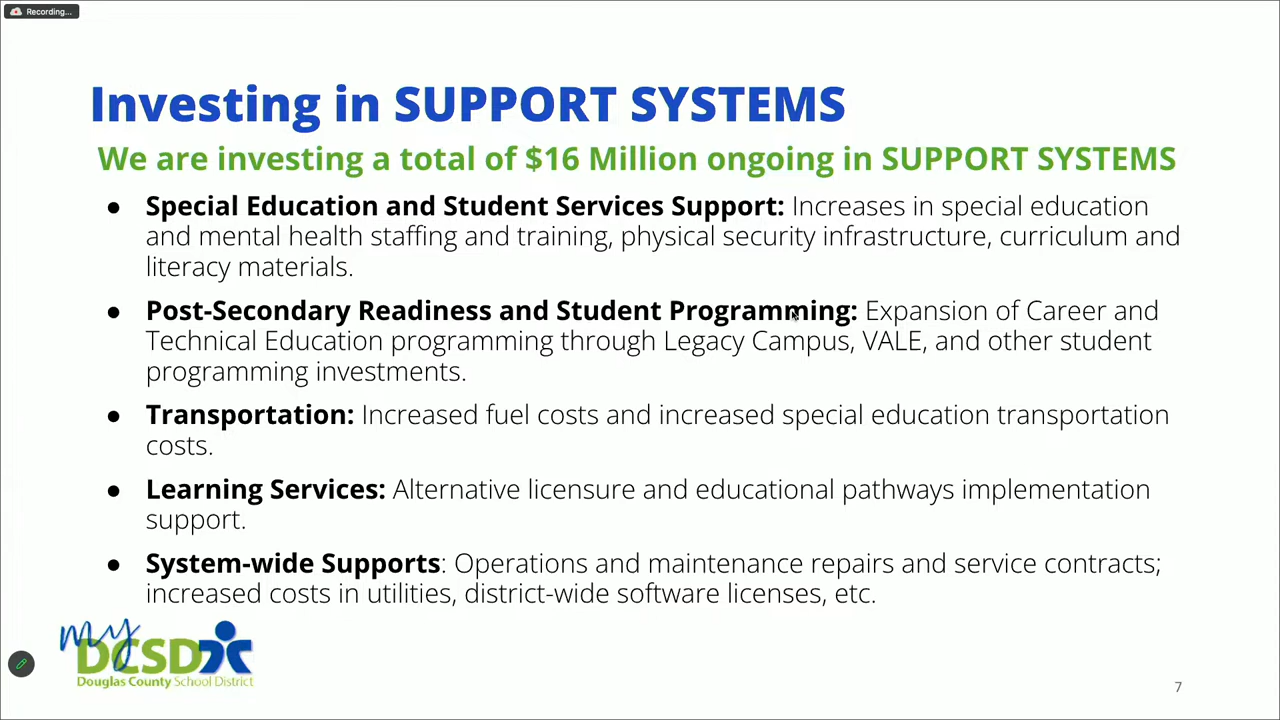 Recording...
Investing in SUPPORT SYSTEMS
We are investing a total of $16 Million ongoing in SUPPORT SYSTEMS
● Special Education and Student Services Support: Increases in special education
and mental health staffing and training, physical security infrastructure, curriculum and
literacy materials.
● Post-Secondary Readiness and Student Programming: Expansion of Career and
Technical Education programming through Legacy Campus, VALE, and other student
programming investments.
● Transportation: Increased fuel costs and increased special education transportation
costs.
● Learning Services: Alternative licensure and educational pathways implementation
support.
● System-wide Supports: Operations and maintenance repairs and service contracts;
increased costs in utilities, district-wide software licenses, etc.
my
DCSD
Douglas County School District
7